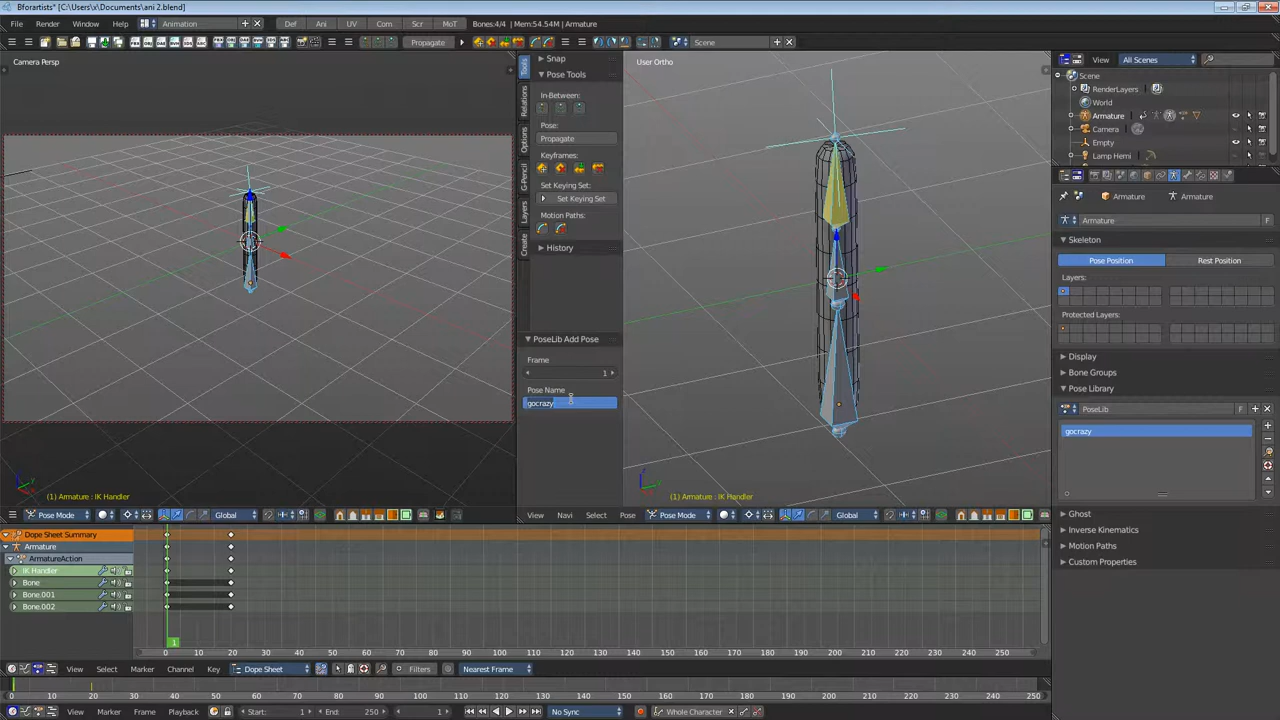 Bforartists* [C:\Users\x\Documents\ani 2.blend]
File Render Window Help Animation Def Ani UV Com Scr MoT Bones:4/4 | Mem:54.54M | Armature
Propagate Scene
Camera Persp
Tools
Relations
Options
G-Pencil
Layers
Create
Snap
Pose Tools
In-Between:
Pose:
Propagate
Keyframes:
Set Keying Set:
Set Keying Set
Motion Paths:
History
PoseLib Add Pose
Frame
1
Pose Name
gocrazy
User Ortho
View All Scenes
Scene
RenderLayers
World
Armature
Camera
Empty
Lamp Hemi
Armature Armature
Armature F
Skeleton
Pose Position Rest Position
Layers:
Protected Layers:
Display
Bone Groups
Pose Library
PoseLib F
gocrazy
Ghost
Inverse Kinematics
Motion Paths
Custom Properties
(1) Armature : IK Handler
(1) Armature : IK Handler
Pose Mode Global
View Navi Select Pose Pose Mode Global
Dope Sheet Summary
Armature
ArmatureAction
IK Handler
Bone
Bone.001
Bone.002
1
0 10 20 30 40 50 60 70 80 90 100 110 120 130 140 150 160 170 180 190 200 210 220 230 240 250
View Select Marker Channel Key Dope Sheet Filters Nearest Frame
0 10 20 30 40 50 60 70 80 90 100 110 120 130 140 150 160 170 180 190 200 210 220 230 240 250
View Marker Frame Playback Start: 1 End: 250 1 No Sync Whole Character